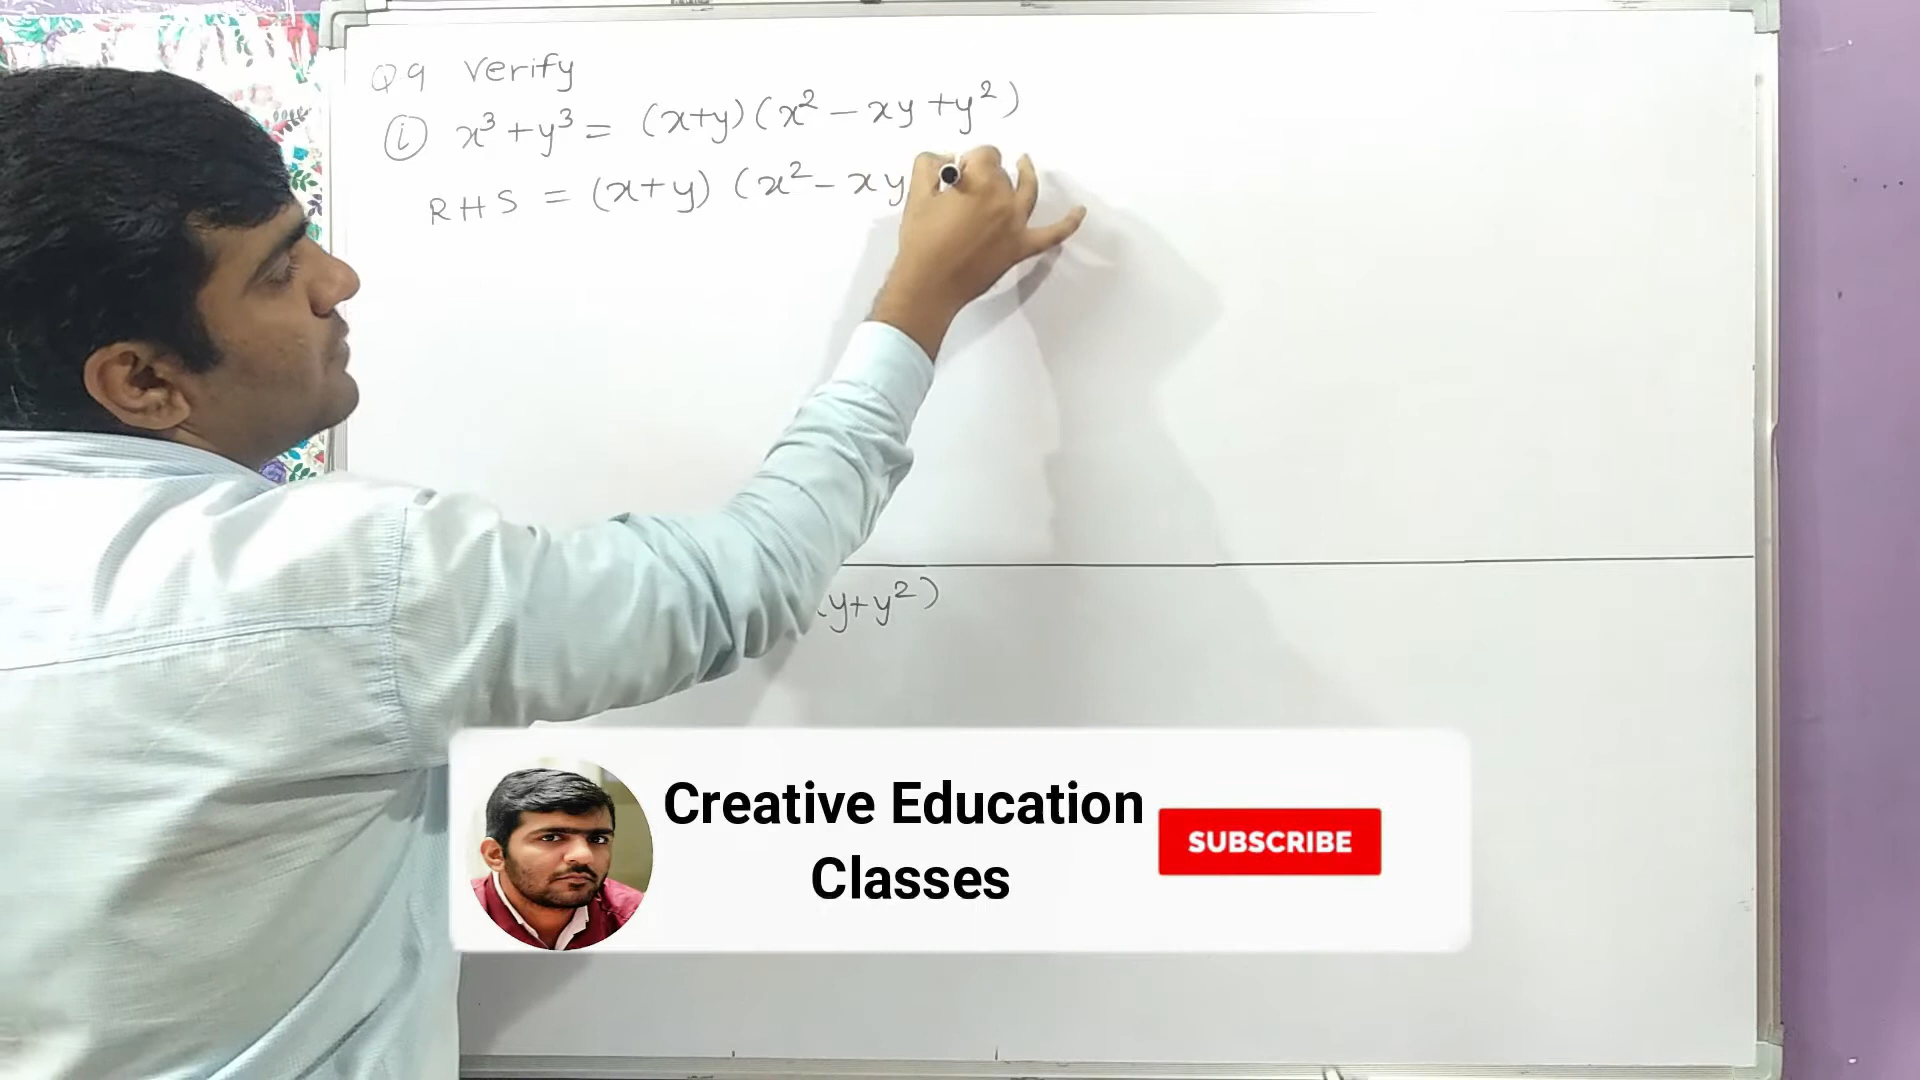 Q9 Verify
(i) x³ + y³ = (x+y) (x² – xy + y²)
RHS = (x+y) (x² – xy
y+y²)
Creative Education
Classes
SUBSCRIBE